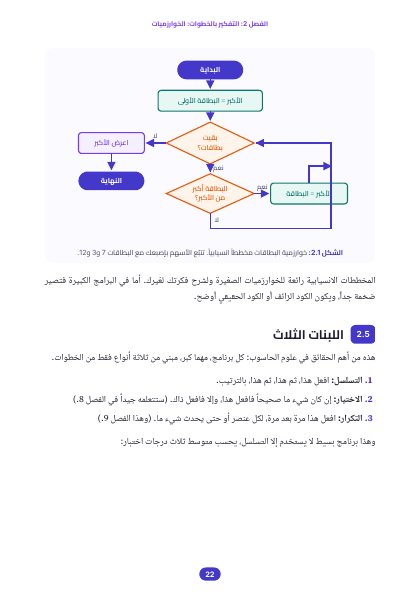 الفصل 2: التفكير بالخطوات: الخوارزميات
البداية
الأكبر = البطاقة الأولى
بقيت
بطاقات؟
لا
اعرض الأكبر
النهاية
نعم
البطاقة أكبر
من الأكبر؟
نعم
الأكبر = البطاقة
لا
الشكل 2.1: خوارزمية البطاقات مخططاً انسيابياً. تتبّع الأسهم بإصبعك مع البطاقات 7 و3 و12.
المخططات الانسيابية رائعة للخوارزميات الصغيرة ولشرح فكرتك لغيرك. أما في البرامج الكبيرة فتصير
ضخمة جداً، ويكون الكود الزائف أو الكود الحقيقي أوضح.
2.5 اللبنات الثلاث
هذه من أهم الحقائق في علوم الحاسوب: كل برنامج، مهما كبر، مبني من ثلاثة أنواع فقط من الخطوات.
1. التسلسل: افعل هذا، ثم هذا، ثم هذا، بالترتيب.
2. الاختيار: إن كان شيء ما صحيحاً فافعل هذا، وإلا فافعل ذاك. (ستتعلمه جيداً في الفصل 8.)
3. التكرار: افعل هذا مرة بعد مرة، لكل عنصر أو حتى يحدث شيء ما. (وهذا الفصل 9.)
وهذا برنامج بسيط لا يستخدم إلا التسلسل، يحسب متوسط ثلاث درجات اختبار:
22